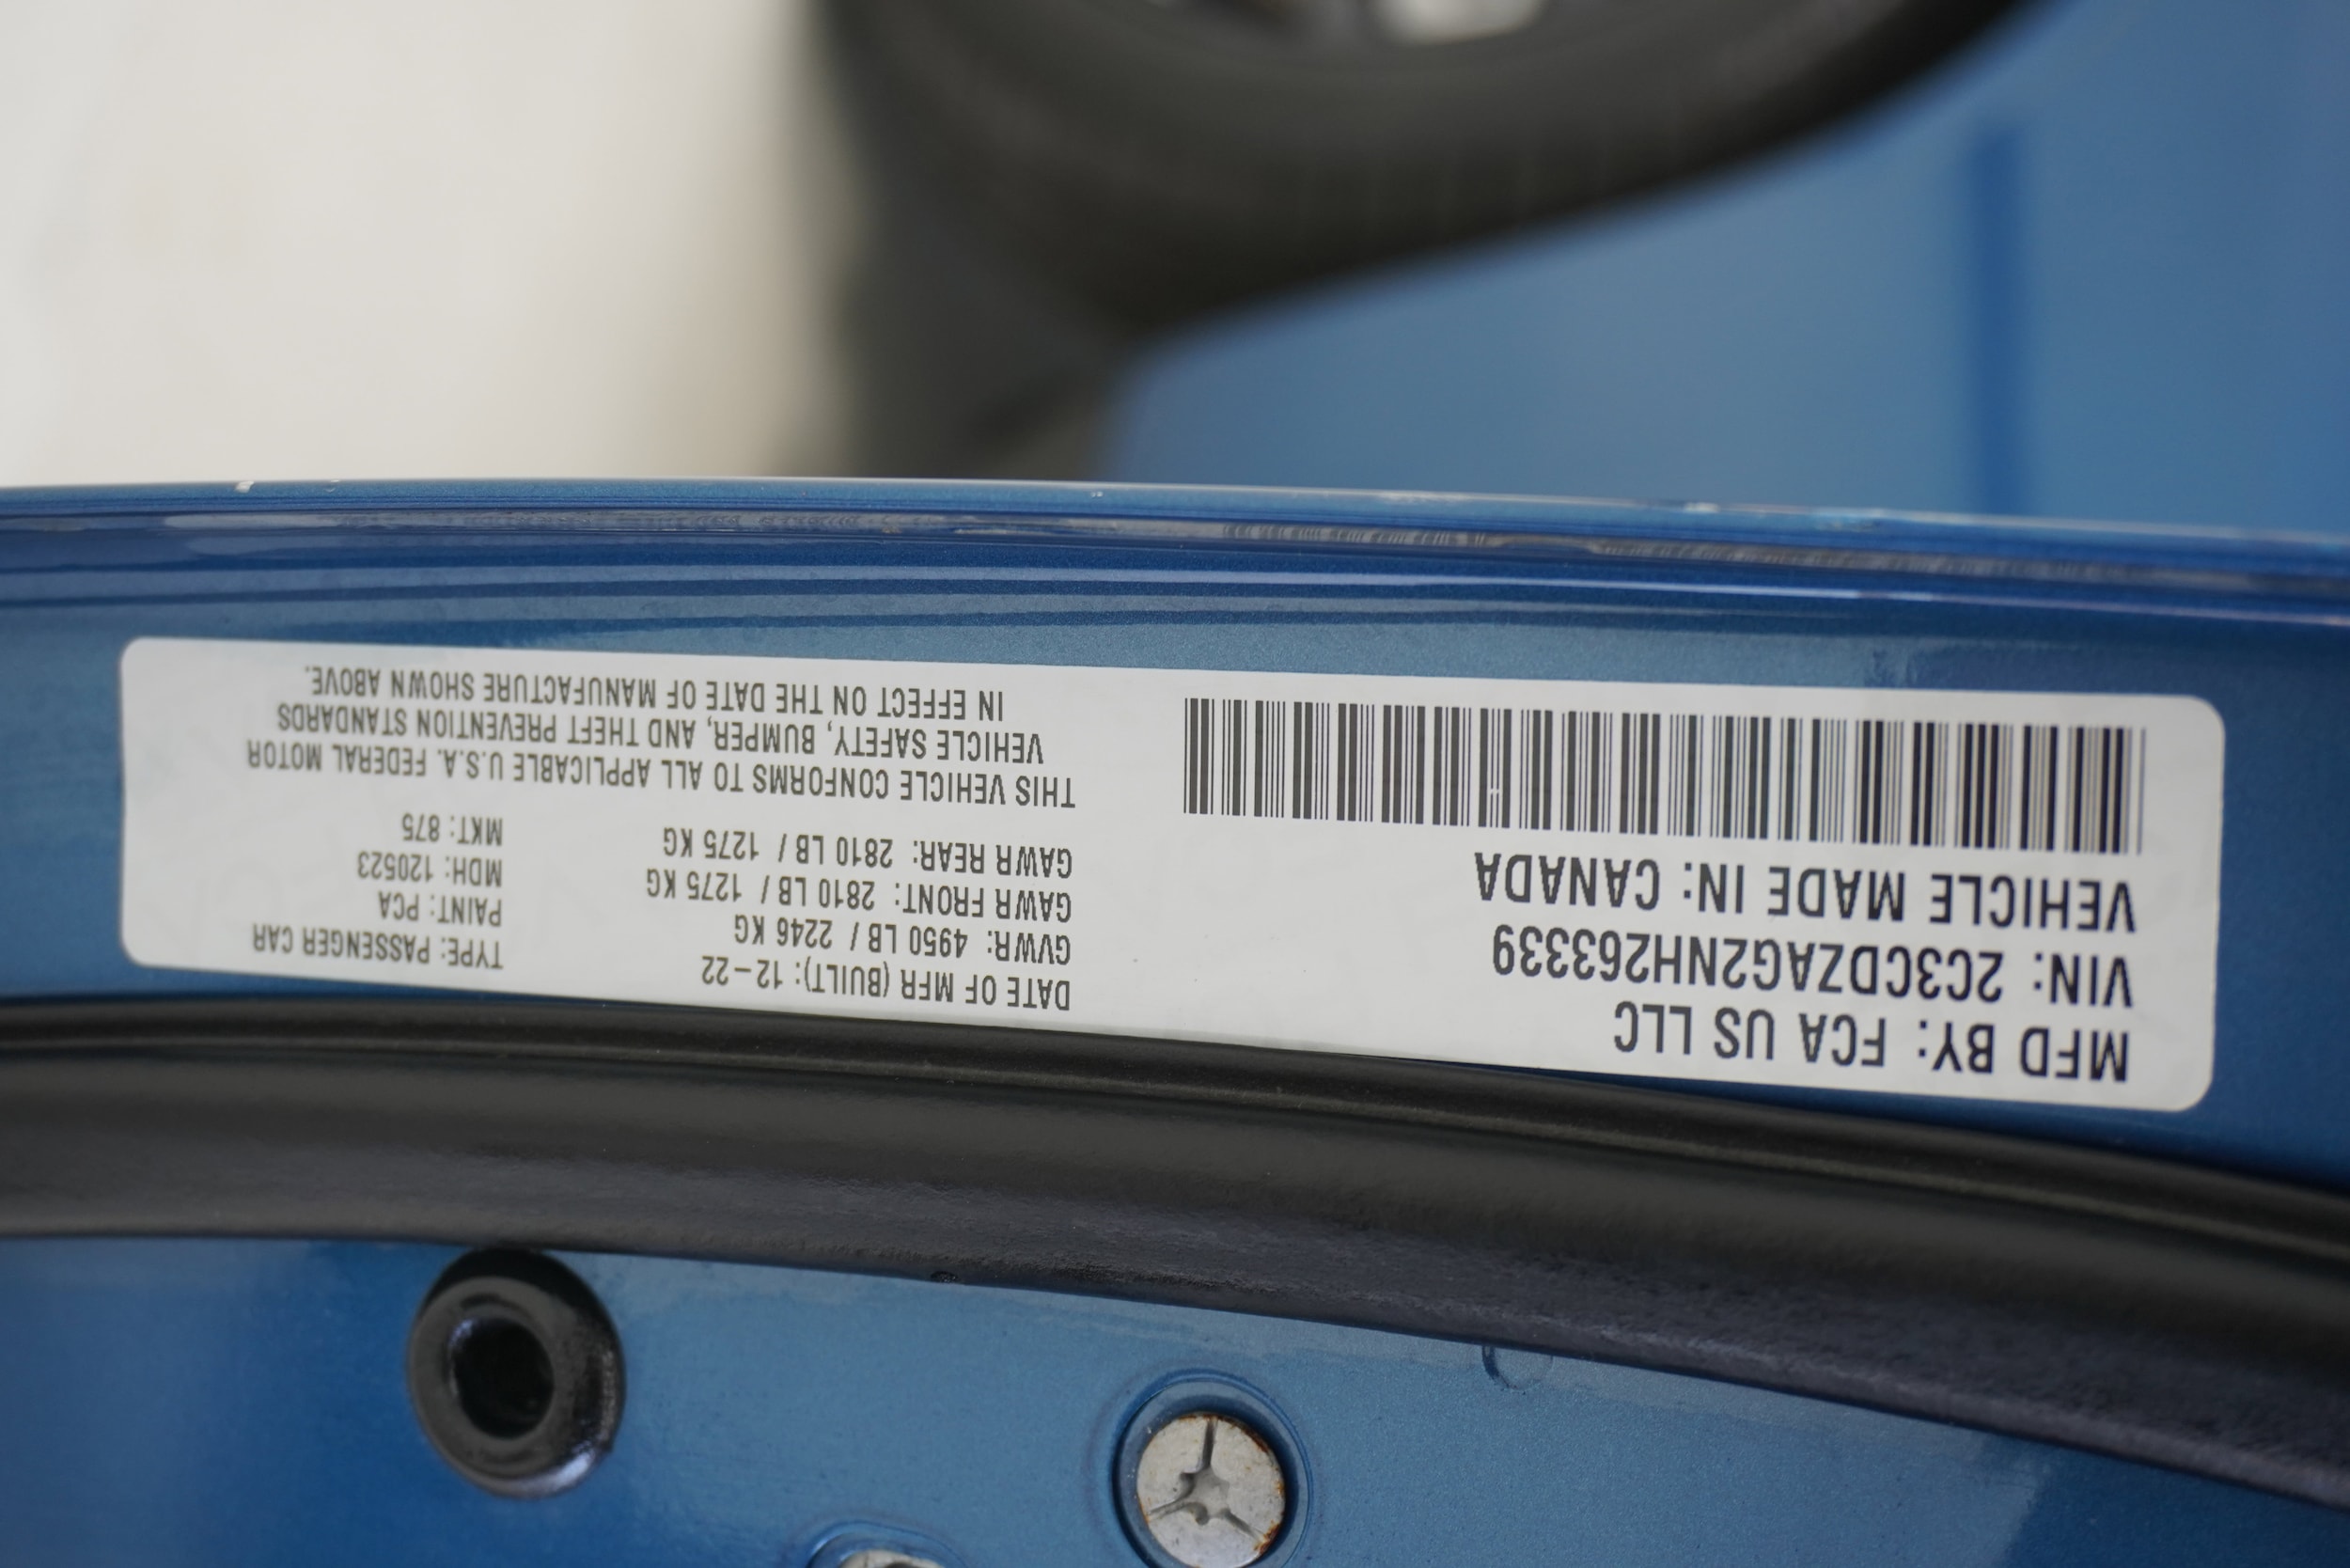 MFD BY: FCA US LLC
VIN: 2C3CDZAG2NH263339
VEHICLE MADE IN: CANADA
DATE OF MFR (BUILT): 12-22
GVWR: 4950 LB / 2246 KG
GAWR FRONT: 2810 LB / 1275 KG
GAWR REAR: 2810 LB / 1275 KG
TYPE: PASSENGER CAR
PAINT: PCA
MDH: 120523
MKT: 875
THIS VEHICLE CONFORMS TO ALL APPLICABLE U.S.A. FEDERAL MOTOR
VEHICLE SAFETY, BUMPER, AND THEFT PREVENTION STANDARDS
IN EFFECT ON THE DATE OF MANUFACTURE SHOWN ABOVE.